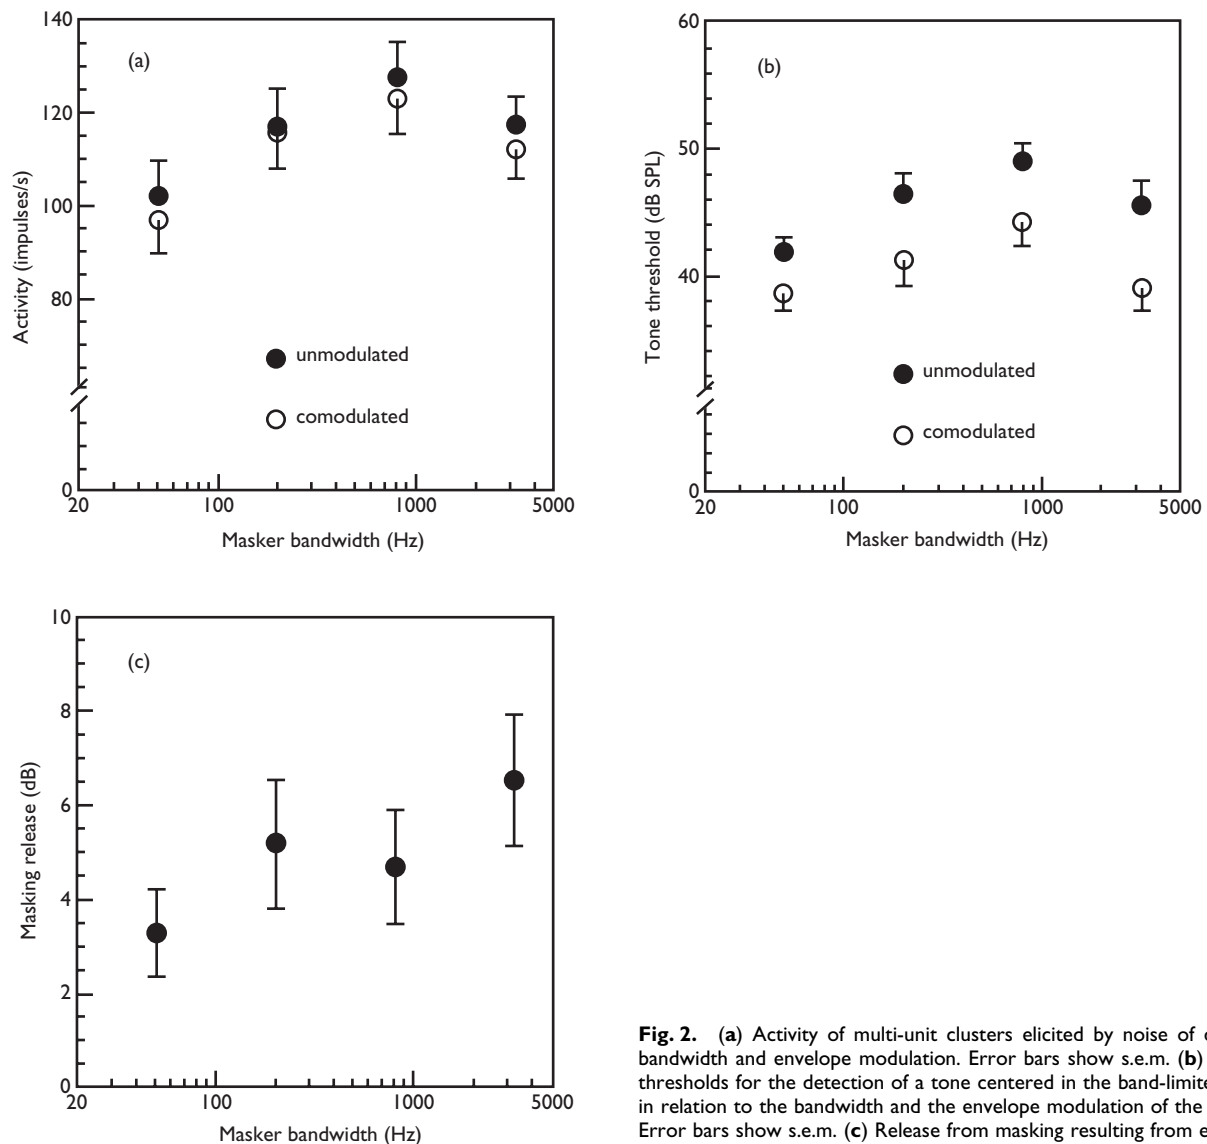 140
(a)
120
100
80
0
Activity (impulses/s)
unmodulated
comodulated
20 100 1000 5000
Masker bandwidth (Hz)
60
(b)
50
40
0
Tone threshold (dB SPL)
unmodulated
comodulated
20 100 1000 5000
Masker bandwidth (Hz)
10
(c)
8
6
4
2
0
Masking release (dB)
20 100 1000 5000
Masker bandwidth (Hz)
Fig. 2. (a) Activity of multi-unit clusters elicited by noise of
bandwidth and envelope modulation. Error bars show s.e.m. (b)
thresholds for the detection of a tone centered in the band-limite
in relation to the bandwidth and the envelope modulation of the
Error bars show s.e.m. (c) Release from masking resulting from e